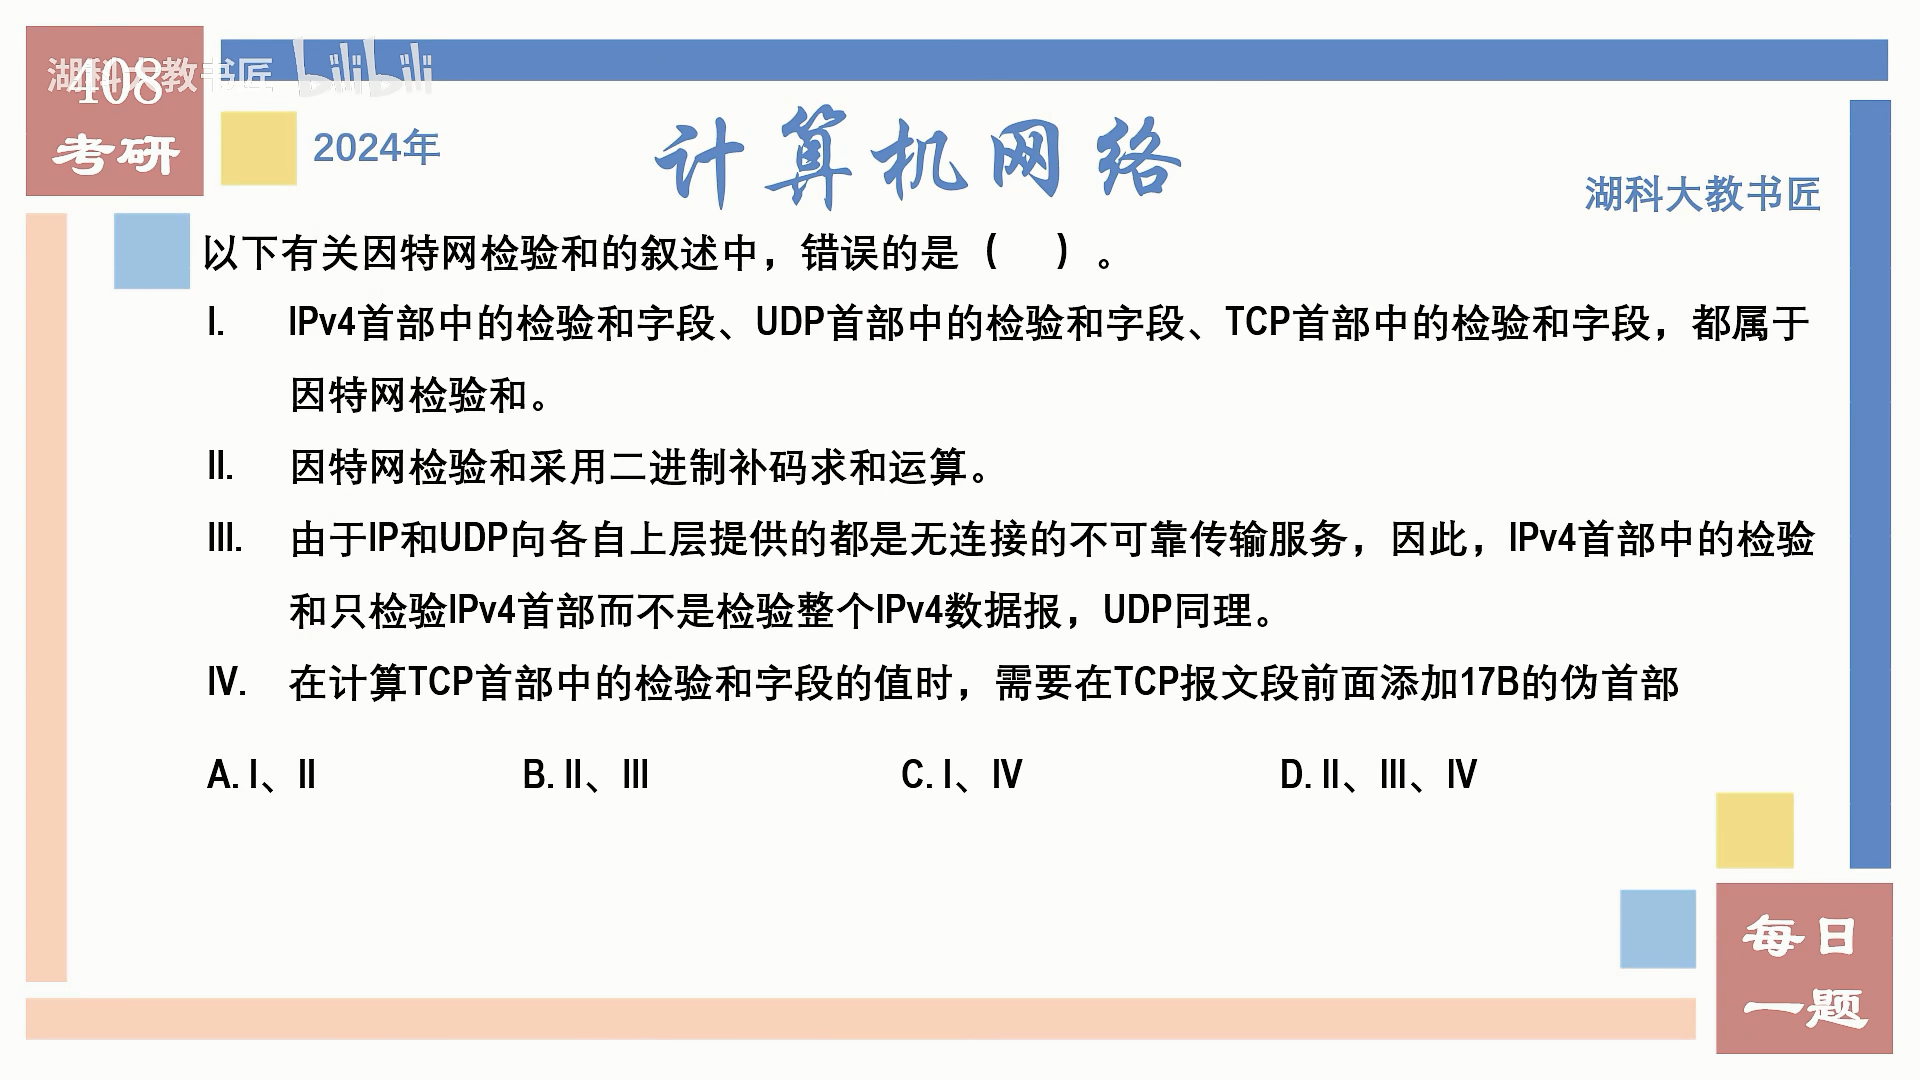 湖科大教书匠 bilibili
408
考研
2024年
计算机网络
湖科大教书匠
以下有关因特网检验和的叙述中，错误的是（ ）。
I. IPv4首部中的检验和字段、UDP首部中的检验和字段、TCP首部中的检验和字段，都属于
因特网检验和。
II. 因特网检验和采用二进制补码求和运算。
III. 由于IP和UDP向各自上层提供的都是无连接的不可靠传输服务，因此，IPv4首部中的检验
和只检验IPv4首部而不是检验整个IPv4数据报，UDP同理。
IV. 在计算TCP首部中的检验和字段的值时，需要在TCP报文段前面添加17B的伪首部
A. I、II B. II、III C. I、IV D. II、III、IV
每日
一题